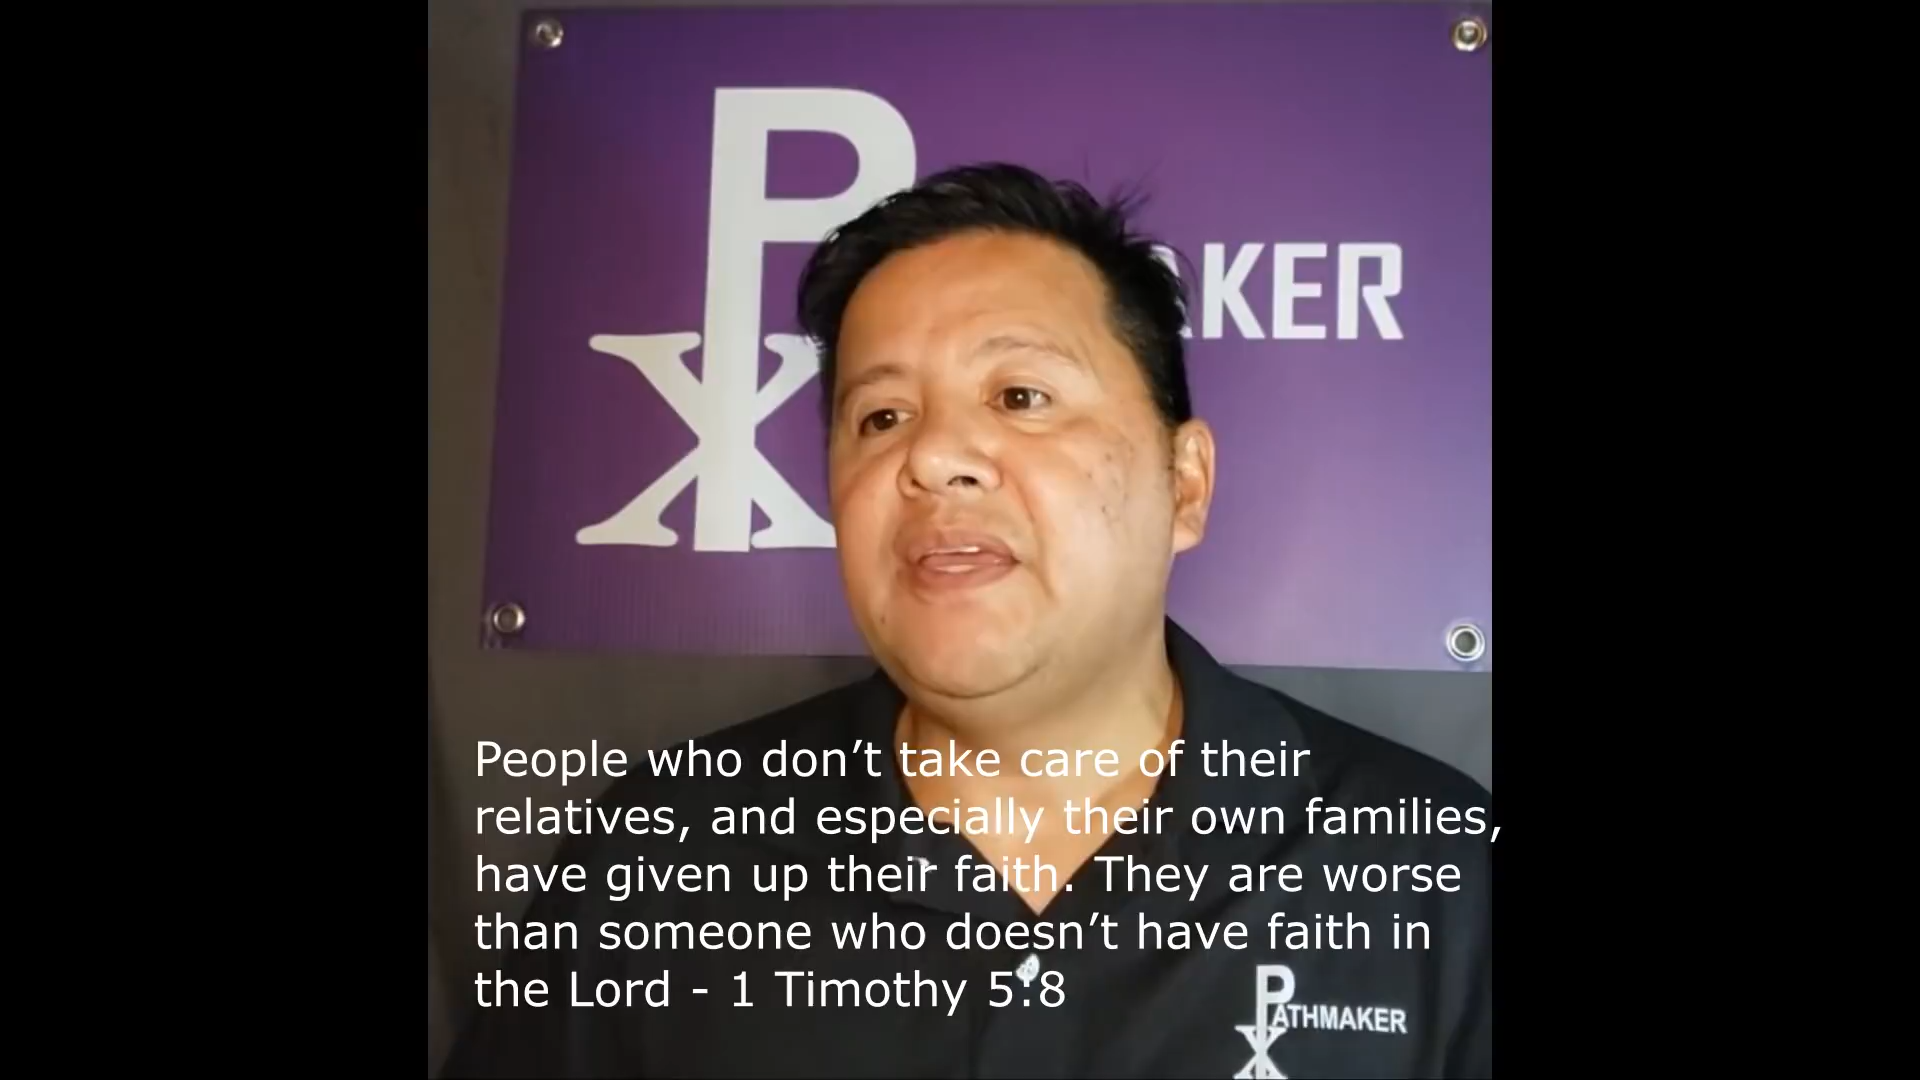 P
AKER
People who don’t take care of their
relatives, and especially their own families,
have given up their faith. They are worse
than someone who doesn’t have faith in
the Lord - 1 Timothy 5:8
PATHMAKER